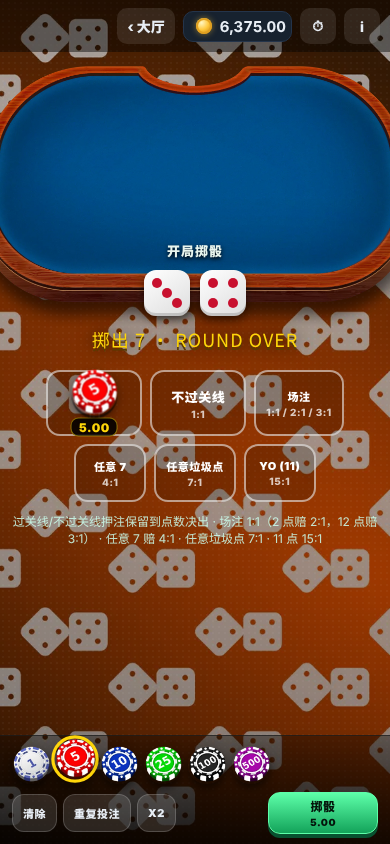 ‹ 大厅
6,375.00
⏱
i
开局掷骰
掷出 7 · ROUND OVER
5
5.00
不过关线
1:1
场注
1:1 / 2:1 / 3:1
任意 7
4:1
任意垃圾点
7:1
YO (11)
15:1
过关线/不过关线押注保留到点数决出 · 场注 1:1（2 点赔 2:1，12 点赔
3:1） · 任意 7 赔 4:1 · 任意垃圾点 7:1 · 11 点 15:1
1
5
10
25
100
500
清除
重复投注
X2
掷骰
5.00